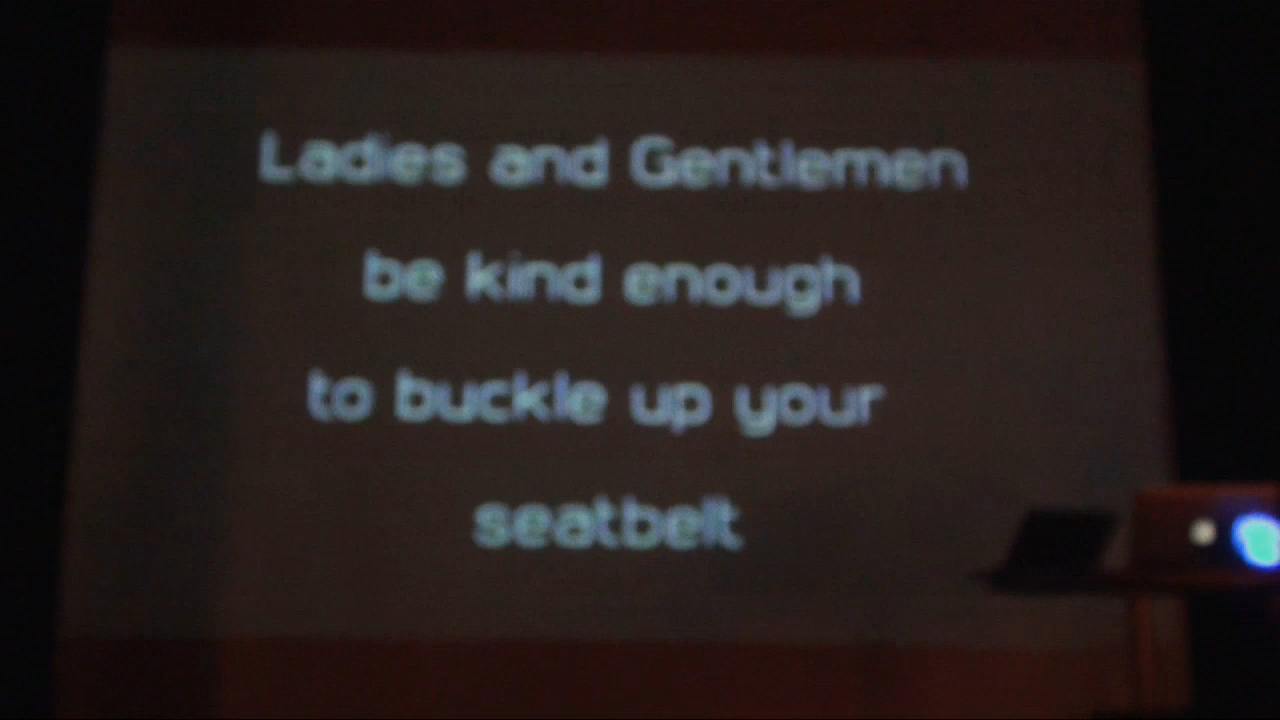 Ladies and Gentlemen
be kind enough
to buckle up your
seatbelt